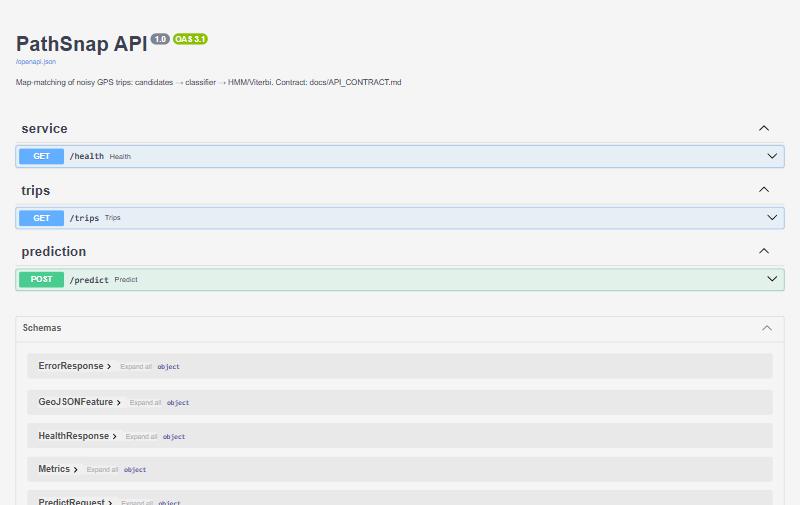 PathSnap API 1.0 OAS 3.1
/openapi.json
Map-matching of noisy GPS trips: candidates → classifier → HMM/Viterbi. Contract: docs/API_CONTRACT.md
service
GET /health Health
trips
GET /trips Trips
prediction
POST /predict Predict
Schemas
ErrorResponse Expand all object
GeoJSONFeature Expand all object
HealthResponse Expand all object
Metrics Expand all object
PredictRequest Expand all object